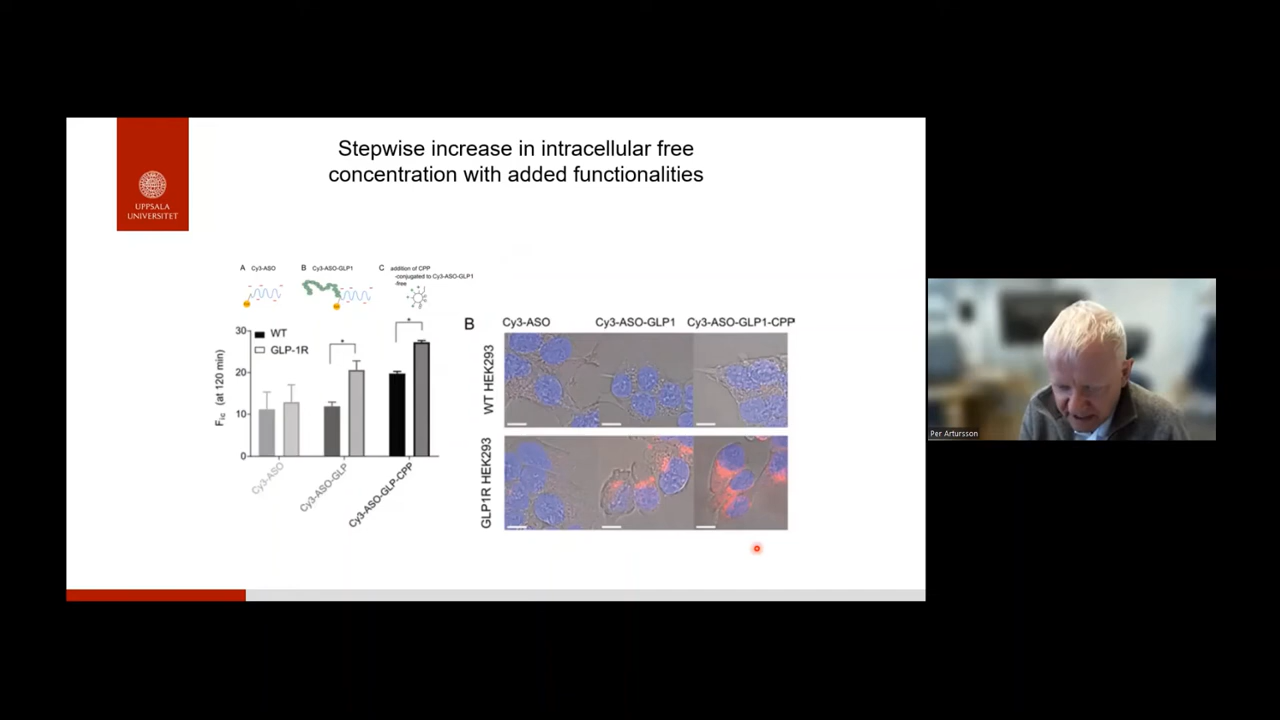 Stepwise increase in intracellular free
concentration with added functionalities
UPPSALA
UNIVERSITET
A Cy3-ASO
B Cy3-ASO-GLP1
C addition of CPP
-conjugated to Cy3-ASO-GLP1
-free
30
20
10
0
Fic (at 120 min)
WT
GLP-1R
*
*
Cy3-ASO
Cy3-ASO-GLP
Cy3-ASO-GLP-CPP
B
Cy3-ASO
Cy3-ASO-GLP1
Cy3-ASO-GLP1-CPP*
WT HEK293
GLP1R HEK293
Per Artursson